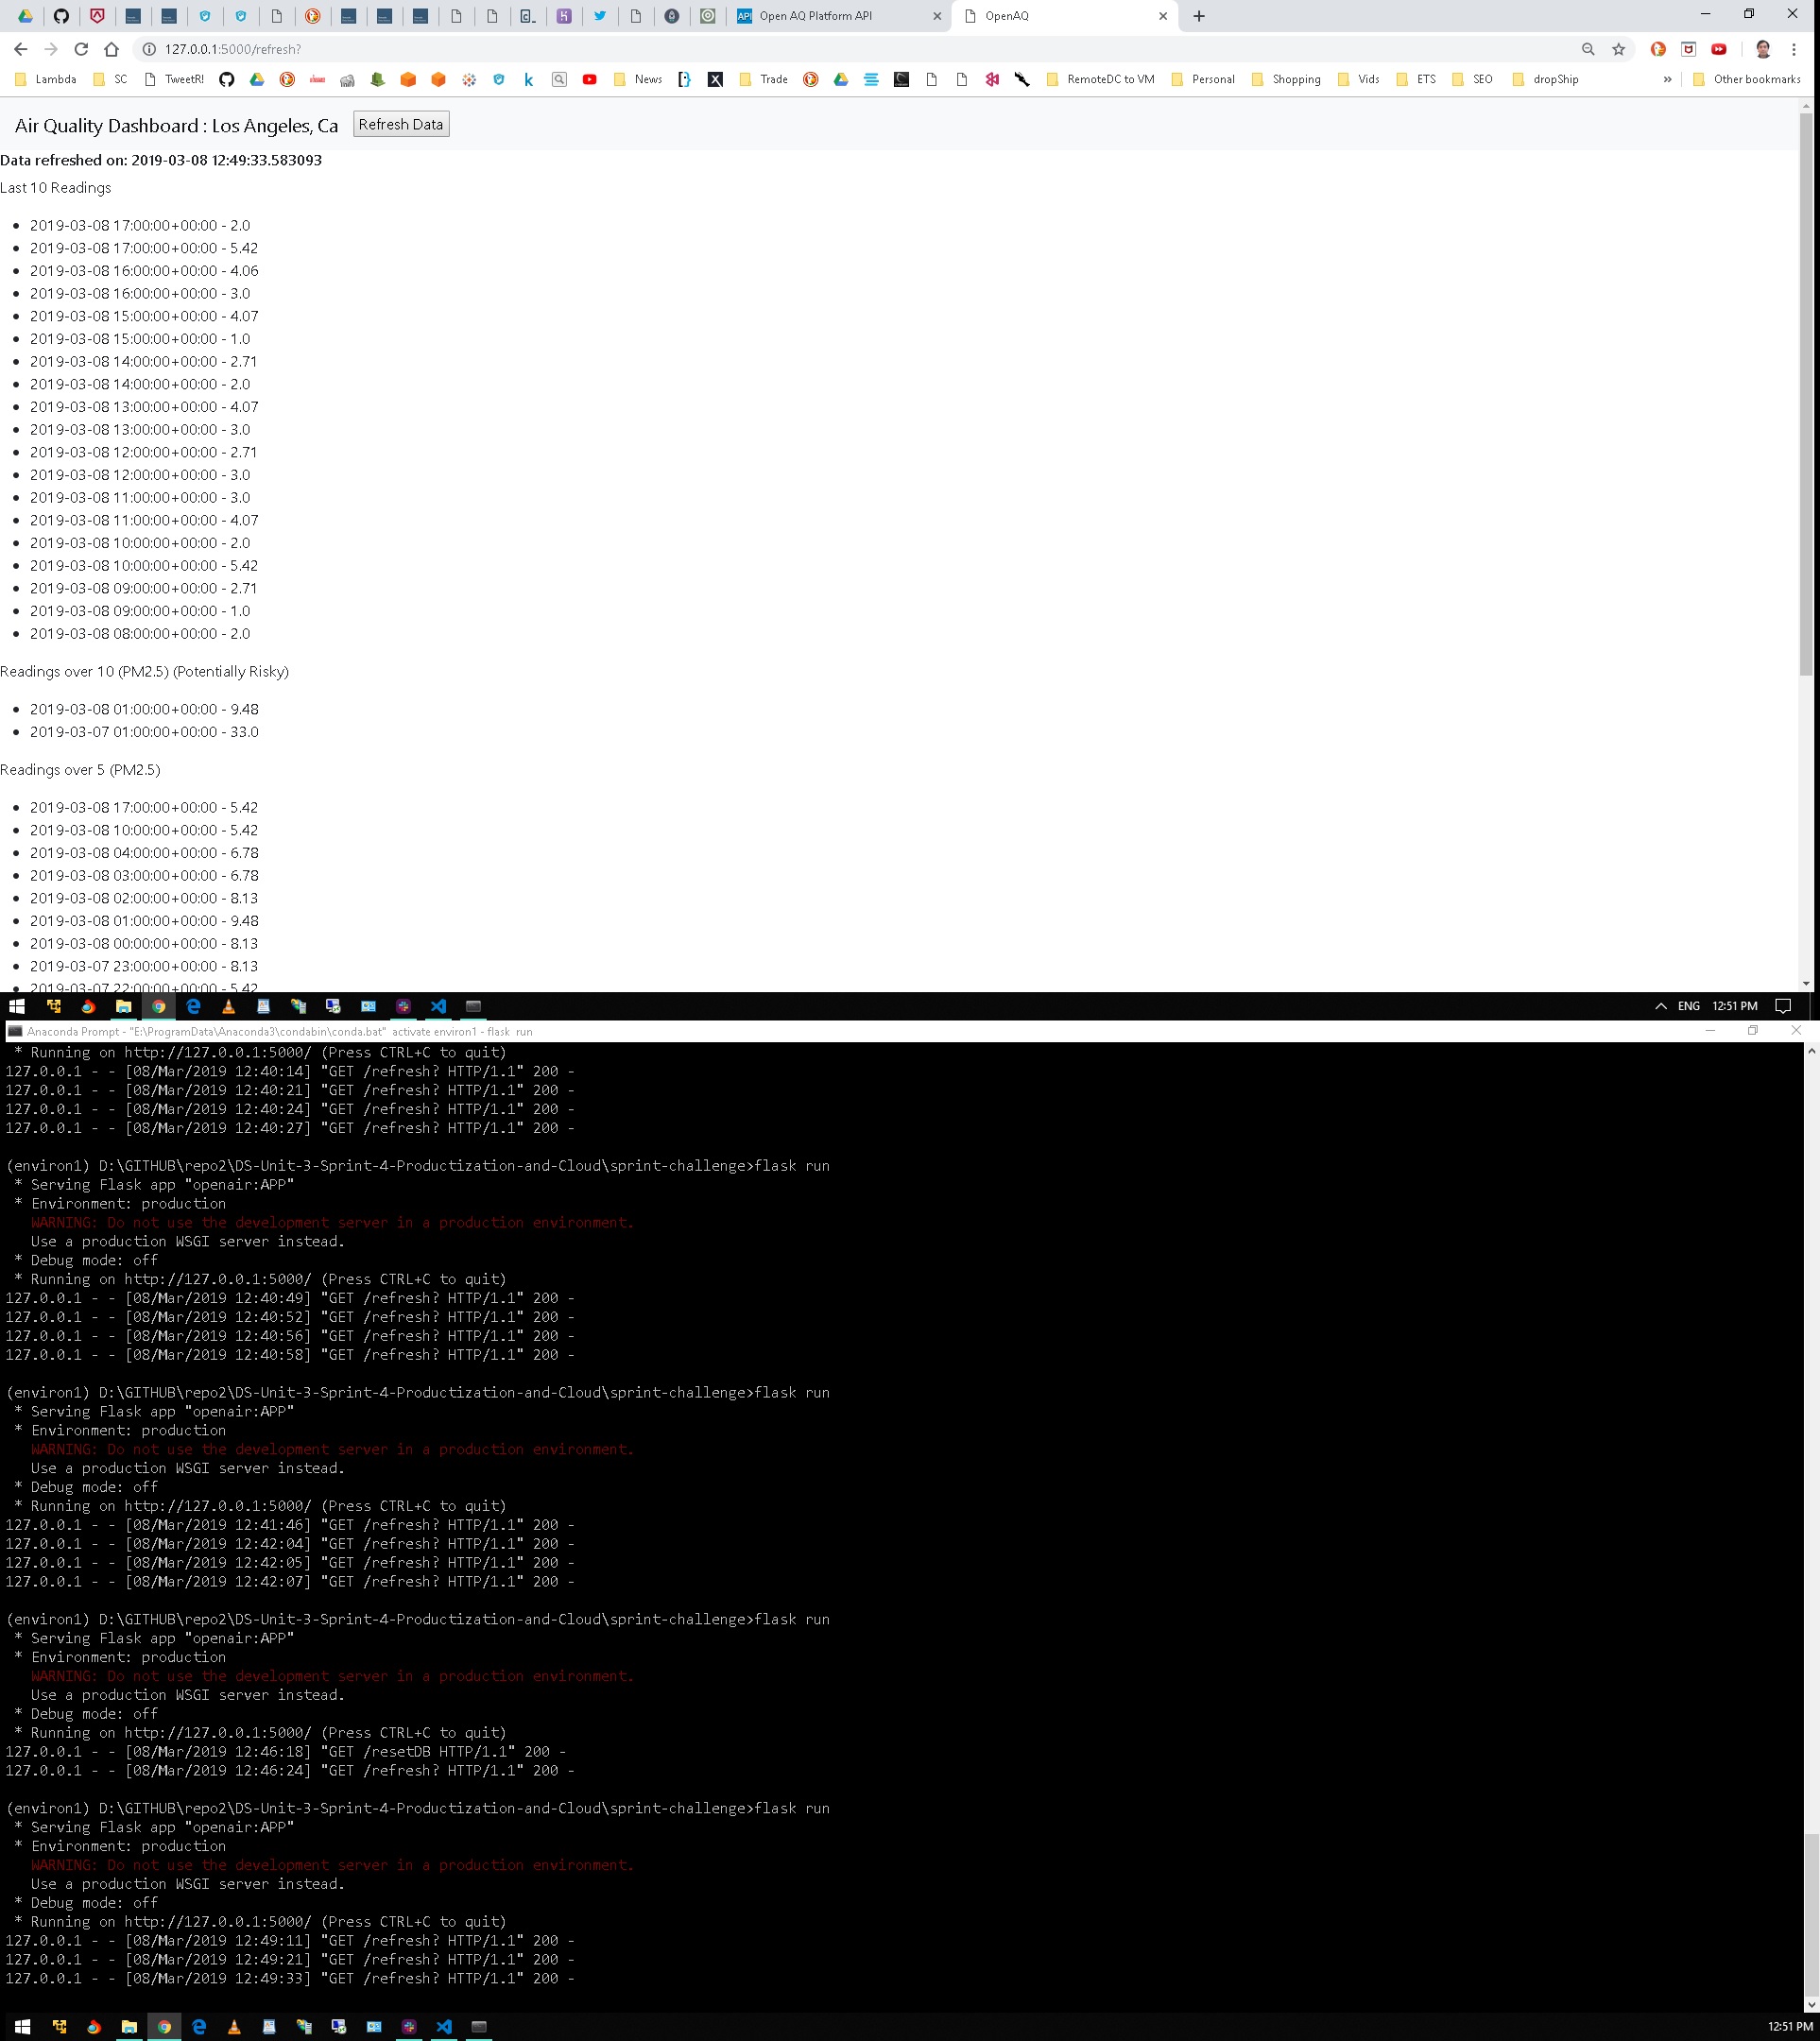 Open AQ Platform API
OpenAQ
127.0.0.1:5000/refresh?
Lambda SC TweetR! News Trade RemoteDC to VM Personal Shopping Vids ETS SEO dropShip » Other bookmarks
Air Quality Dashboard : Los Angeles, Ca Refresh Data
Data refreshed on: 2019-03-08 12:49:33.583093
Last 10 Readings
• 2019-03-08 17:00:00+00:00 - 2.0
• 2019-03-08 17:00:00+00:00 - 5.42
• 2019-03-08 16:00:00+00:00 - 4.06
• 2019-03-08 16:00:00+00:00 - 3.0
• 2019-03-08 15:00:00+00:00 - 4.07
• 2019-03-08 15:00:00+00:00 - 1.0
• 2019-03-08 14:00:00+00:00 - 2.71
• 2019-03-08 14:00:00+00:00 - 2.0
• 2019-03-08 13:00:00+00:00 - 4.07
• 2019-03-08 13:00:00+00:00 - 3.0
• 2019-03-08 12:00:00+00:00 - 2.71
• 2019-03-08 12:00:00+00:00 - 3.0
• 2019-03-08 11:00:00+00:00 - 3.0
• 2019-03-08 11:00:00+00:00 - 4.07
• 2019-03-08 10:00:00+00:00 - 2.0
• 2019-03-08 10:00:00+00:00 - 5.42
• 2019-03-08 09:00:00+00:00 - 2.71
• 2019-03-08 09:00:00+00:00 - 1.0
• 2019-03-08 08:00:00+00:00 - 2.0
Readings over 10 (PM2.5) (Potentially Risky)
• 2019-03-08 01:00:00+00:00 - 9.48
• 2019-03-07 01:00:00+00:00 - 33.0
Readings over 5 (PM2.5)
• 2019-03-08 17:00:00+00:00 - 5.42
• 2019-03-08 10:00:00+00:00 - 5.42
• 2019-03-08 04:00:00+00:00 - 6.78
• 2019-03-08 03:00:00+00:00 - 6.78
• 2019-03-08 02:00:00+00:00 - 8.13
• 2019-03-08 01:00:00+00:00 - 9.48
• 2019-03-08 00:00:00+00:00 - 8.13
• 2019-03-07 23:00:00+00:00 - 8.13
• 2019-03-07 22:00:00+00:00 - 5.42
ENG 12:51 PM
Anaconda Prompt - "E:\ProgramData\Anaconda3\condabin\conda.bat" activate environ1 - flask run
* Running on http://127.0.0.1:5000/ (Press CTRL+C to quit)
127.0.0.1 - - [08/Mar/2019 12:40:14] "GET /refresh? HTTP/1.1" 200 -
127.0.0.1 - - [08/Mar/2019 12:40:21] "GET /refresh? HTTP/1.1" 200 -
127.0.0.1 - - [08/Mar/2019 12:40:24] "GET /refresh? HTTP/1.1" 200 -
127.0.0.1 - - [08/Mar/2019 12:40:27] "GET /refresh? HTTP/1.1" 200 -
(environ1) D:\GITHUB\repo2\DS-Unit-3-Sprint-4-Productization-and-Cloud\sprint-challenge>flask run
* Serving Flask app "openair:APP"
* Environment: production
WARNING: Do not use the development server in a production environment.
Use a production WSGI server instead.
* Debug mode: off
* Running on http://127.0.0.1:5000/ (Press CTRL+C to quit)
127.0.0.1 - - [08/Mar/2019 12:40:49] "GET /refresh? HTTP/1.1" 200 -
127.0.0.1 - - [08/Mar/2019 12:40:52] "GET /refresh? HTTP/1.1" 200 -
127.0.0.1 - - [08/Mar/2019 12:40:56] "GET /refresh? HTTP/1.1" 200 -
127.0.0.1 - - [08/Mar/2019 12:40:58] "GET /refresh? HTTP/1.1" 200 -
(environ1) D:\GITHUB\repo2\DS-Unit-3-Sprint-4-Productization-and-Cloud\sprint-challenge>flask run
* Serving Flask app "openair:APP"
* Environment: production
WARNING: Do not use the development server in a production environment.
Use a production WSGI server instead.
* Debug mode: off
* Running on http://127.0.0.1:5000/ (Press CTRL+C to quit)
127.0.0.1 - - [08/Mar/2019 12:41:46] "GET /refresh? HTTP/1.1" 200 -
127.0.0.1 - - [08/Mar/2019 12:42:04] "GET /refresh? HTTP/1.1" 200 -
127.0.0.1 - - [08/Mar/2019 12:42:05] "GET /refresh? HTTP/1.1" 200 -
127.0.0.1 - - [08/Mar/2019 12:42:07] "GET /refresh? HTTP/1.1" 200 -
(environ1) D:\GITHUB\repo2\DS-Unit-3-Sprint-4-Productization-and-Cloud\sprint-challenge>flask run
* Serving Flask app "openair:APP"
* Environment: production
WARNING: Do not use the development server in a production environment.
Use a production WSGI server instead.
* Debug mode: off
* Running on http://127.0.0.1:5000/ (Press CTRL+C to quit)
127.0.0.1 - - [08/Mar/2019 12:46:18] "GET /resetDB HTTP/1.1" 200 -
127.0.0.1 - - [08/Mar/2019 12:46:24] "GET /refresh? HTTP/1.1" 200 -
(environ1) D:\GITHUB\repo2\DS-Unit-3-Sprint-4-Productization-and-Cloud\sprint-challenge>flask run
* Serving Flask app "openair:APP"
* Environment: production
WARNING: Do not use the development server in a production environment.
Use a production WSGI server instead.
* Debug mode: off
* Running on http://127.0.0.1:5000/ (Press CTRL+C to quit)
127.0.0.1 - - [08/Mar/2019 12:49:11] "GET /refresh? HTTP/1.1" 200 -
127.0.0.1 - - [08/Mar/2019 12:49:21] "GET /refresh? HTTP/1.1" 200 -
127.0.0.1 - - [08/Mar/2019 12:49:33] "GET /refresh? HTTP/1.1" 200 -
12:51 PM